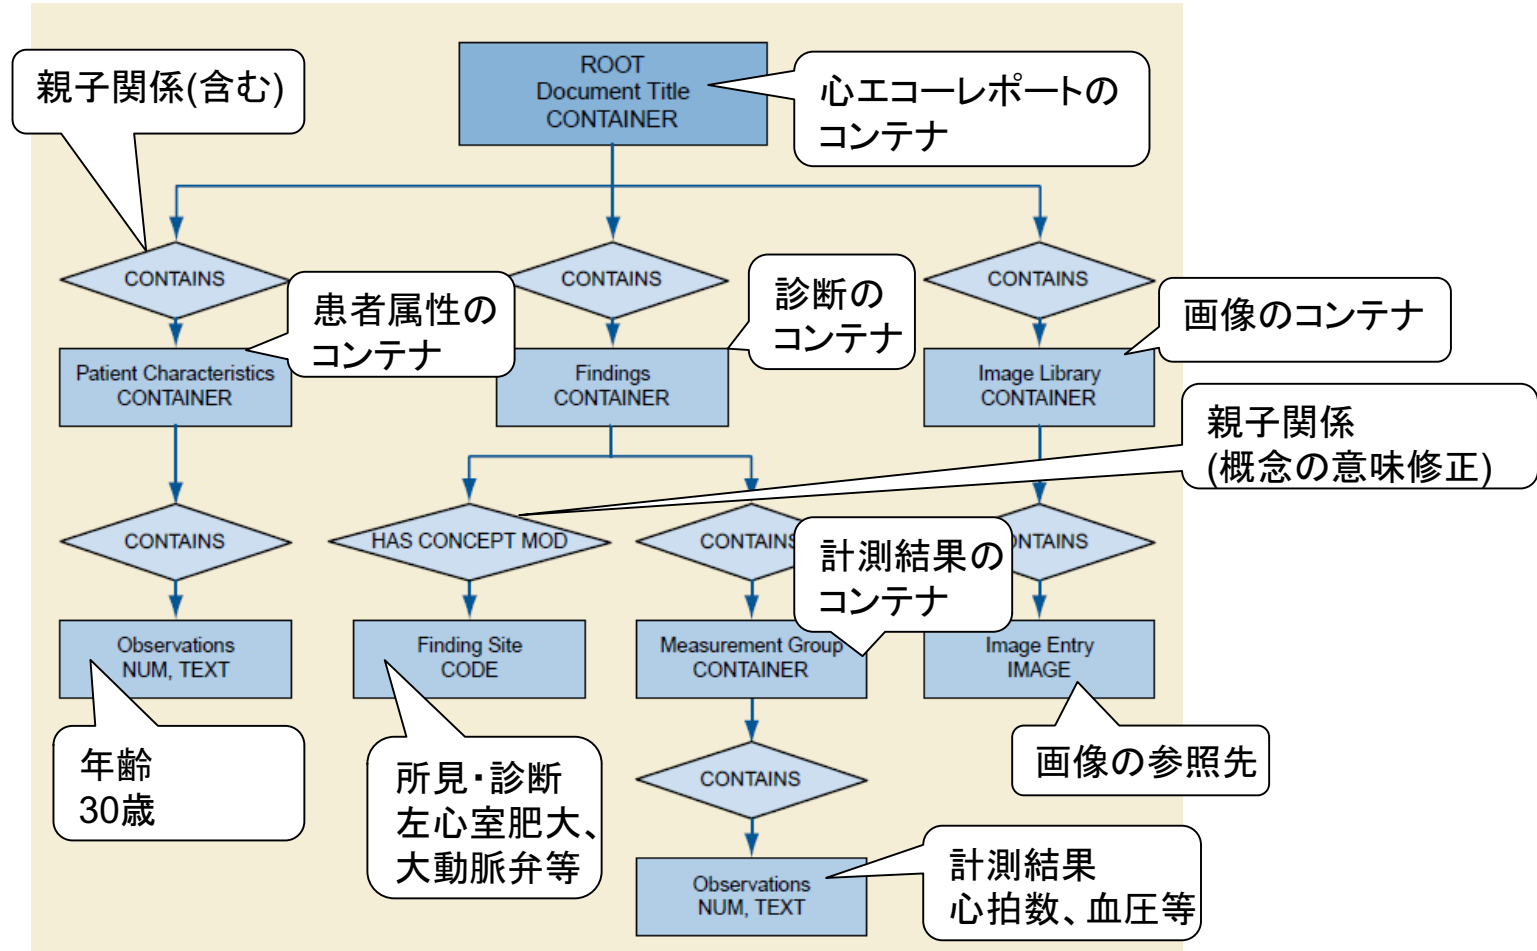 親子関係(含む)
ROOT
Document Title
CONTAINER
心エコーレポートの
コンテナ
CONTAINS
CONTAINS
CONTAINS
患者属性の
コンテナ
診断の
コンテナ
画像のコンテナ
Patient Characteristics
CONTAINER
Findings
CONTAINER
Image Library
CONTAINER
親子関係
(概念の意味修正)
CONTAINS
HAS CONCEPT MOD
CONTAINS
NTAINS
計測結果の
コンテナ
Observations
NUM, TEXT
Finding Site
CODE
Measurement Group
CONTAINER
Image Entry
IMAGE
年齢
30歳
所見・診断
左心室肥大、
大動脈弁等
画像の参照先
CONTAINS
計測結果
心拍数、血圧等
Observations
NUM, TEXT